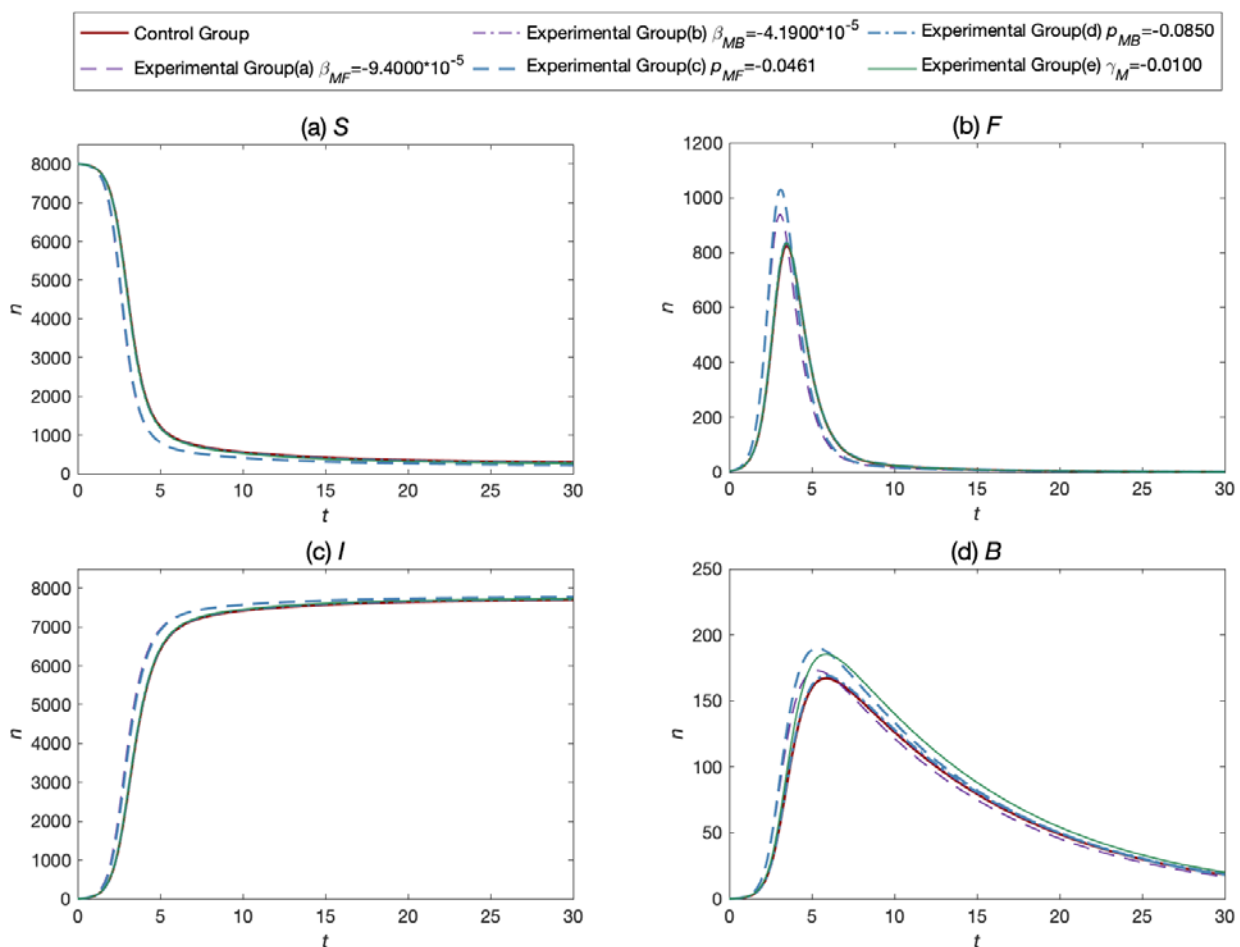 Control Group
Experimental Group(b) β_MB=-4.1900*10^-5
Experimental Group(d) p_MB=-0.0850
Experimental Group(a) β_MF=-9.4000*10^-5
Experimental Group(c) p_MF=-0.0461
Experimental Group(e) γ_M=-0.0100
(a) S
8000
7000
6000
5000
4000
3000
2000
1000
0
n
0 5 10 15 20 25 30
t
(b) F
1200
1000
800
600
400
200
0
n
0 5 10 15 20 25 30
t
(c) I
8000
7000
6000
5000
4000
3000
2000
1000
0
n
0 5 10 15 20 25 30
t
(d) B
250
200
150
100
50
0
n
0 5 10 15 20 25 30
t